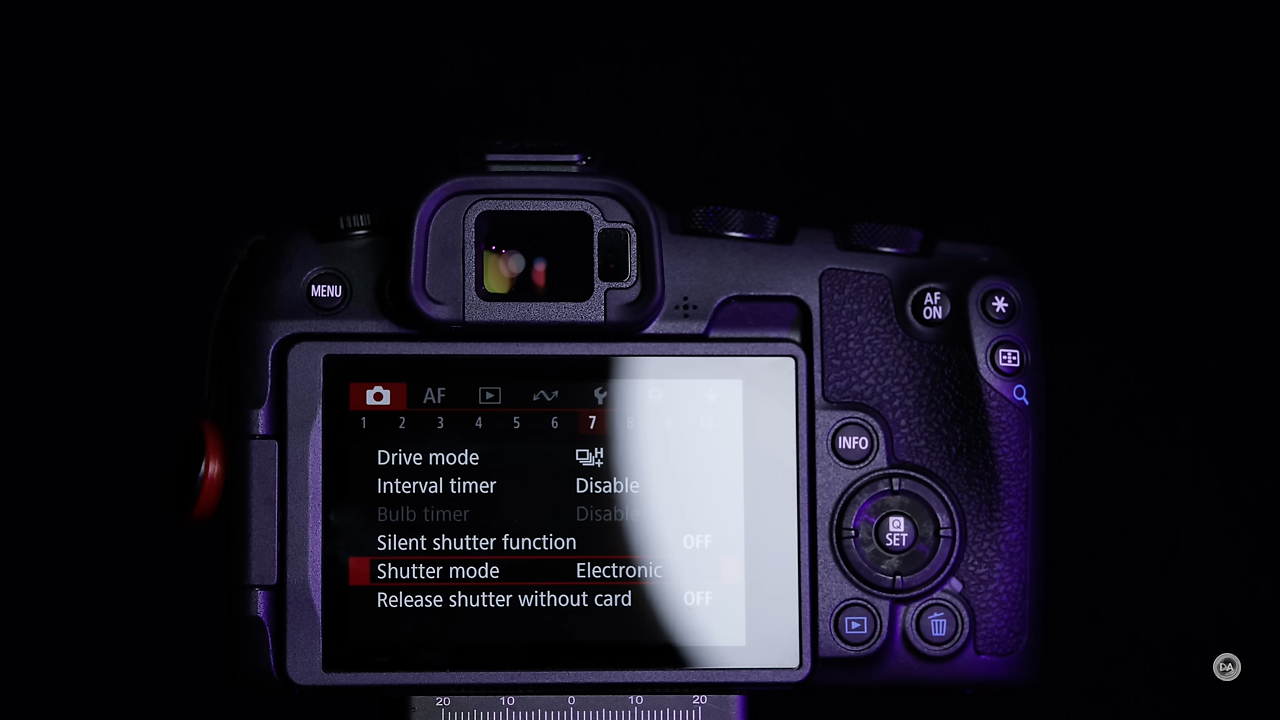 MENU
AF
ON
AF
1 2 3 4 5 6 7 8 9
INFO
Drive mode H
Interval timer Disable
Bulb timer Disable
Q
SET
Silent shutter function OFF
Shutter mode Electronic
Release shutter without card OFF
DA
20 10 0 10 20